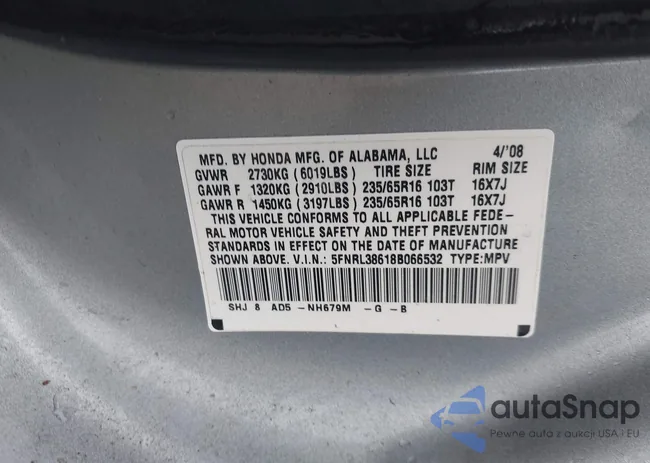 MFD. BY HONDA MFG. OF ALABAMA, LLC 4/'08
GVWR 2730KG (6019LBS) TIRE SIZE RIM SIZE
GAWR F 1320KG (2910LBS) 235/65R16 103T 16X7J
GAWR R 1450KG (3197LBS) 235/65R16 103T 16X7J
THIS VEHICLE CONFORMS TO ALL APPLICABLE FEDE-
RAL MOTOR VEHICLE SAFETY AND THEFT PREVENTION
STANDARDS IN EFFECT ON THE DATE OF MANUFACTURE
SHOWN ABOVE. V.I.N.: 5FNRL38618B066532 TYPE:MPV
SHJ 8 AD5 -NH679M -G -B
autaSnap
Pewne auta z aukcji USA i EU